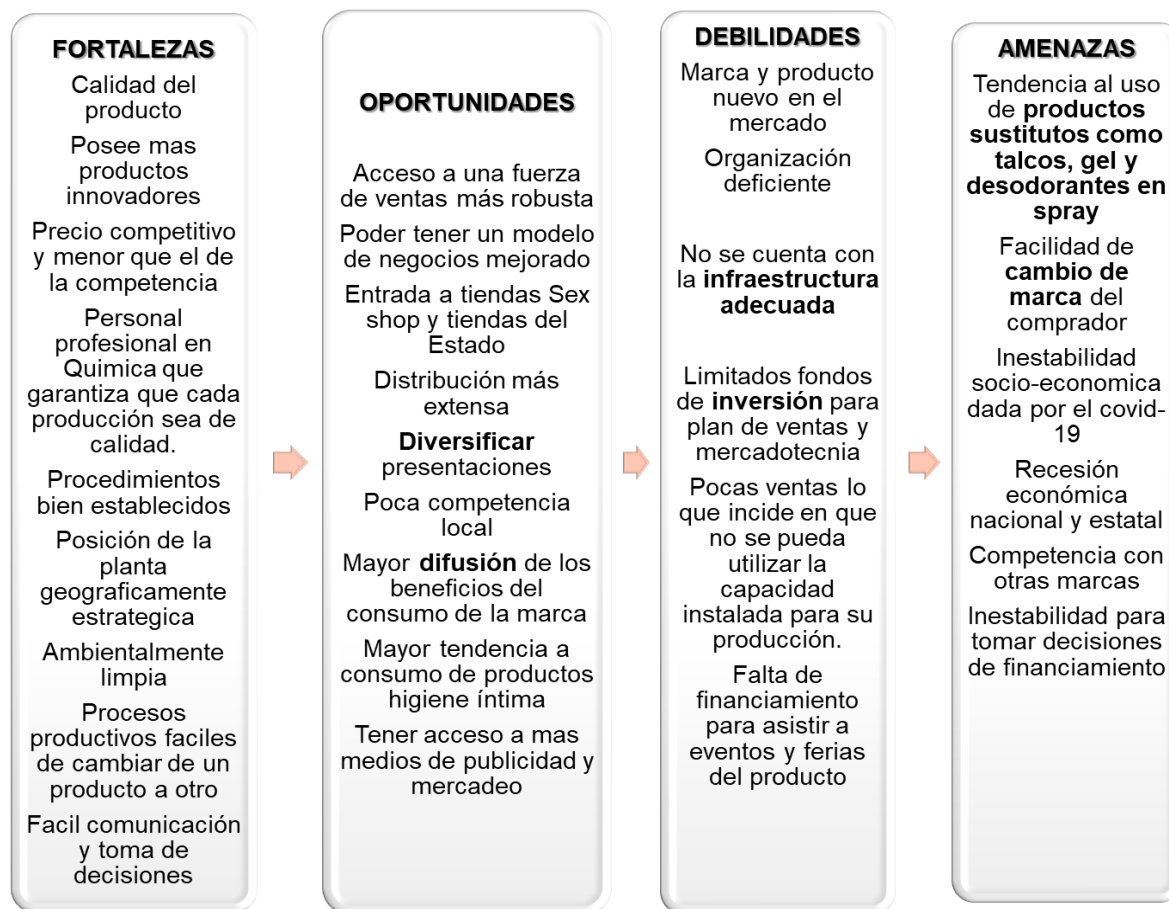 FORTALEZAS
Calidad del
producto
Posee mas
productos
innovadores
Precio competitivo
y menor que el de
la competencia
Personal
profesional en
Quimica que
garantiza que cada
producción sea de
calidad.
Procedimientos
bien establecidos
Posición de la
planta
geograficamente
estrategica
Ambientalmente
limpia
Procesos
productivos faciles
de cambiar de un
producto a otro
Facil comunicación
y toma de
decisiones
OPORTUNIDADES
Acceso a una fuerza
de ventas más robusta
Poder tener un modelo
de negocios mejorado
Entrada a tiendas Sex
shop y tiendas del
Estado
Distribución más
extensa
Diversificar
presentaciones
Poca competencia
local
Mayor difusión de los
beneficios del
consumo de la marca
Mayor tendencia a
consumo de productos
higiene íntima
Tener acceso a mas
medios de publicidad y
mercadeo
DEBILIDADES
Marca y producto
nuevo en el
mercado
Organización
deficiente
No se cuenta con
la infraestructura
adecuada
Limitados fondos
de inversión para
plan de ventas y
mercadotecnia
Pocas ventas lo
que incide en que
no se pueda
utilizar la
capacidad
instalada para su
producción.
Falta de
financiamiento
para asistir a
eventos y ferias
del producto
AMENAZAS
Tendencia al uso
de productos
sustitutos como
talcos, gel y
desodorantes en
spray
Facilidad de
cambio de
marca del
comprador
Inestabilidad
socio-economica
dada por el covid-
19
Recesión
económica
nacional y estatal
Competencia con
otras marcas
Inestabilidad para
tomar decisiones
de financiamiento